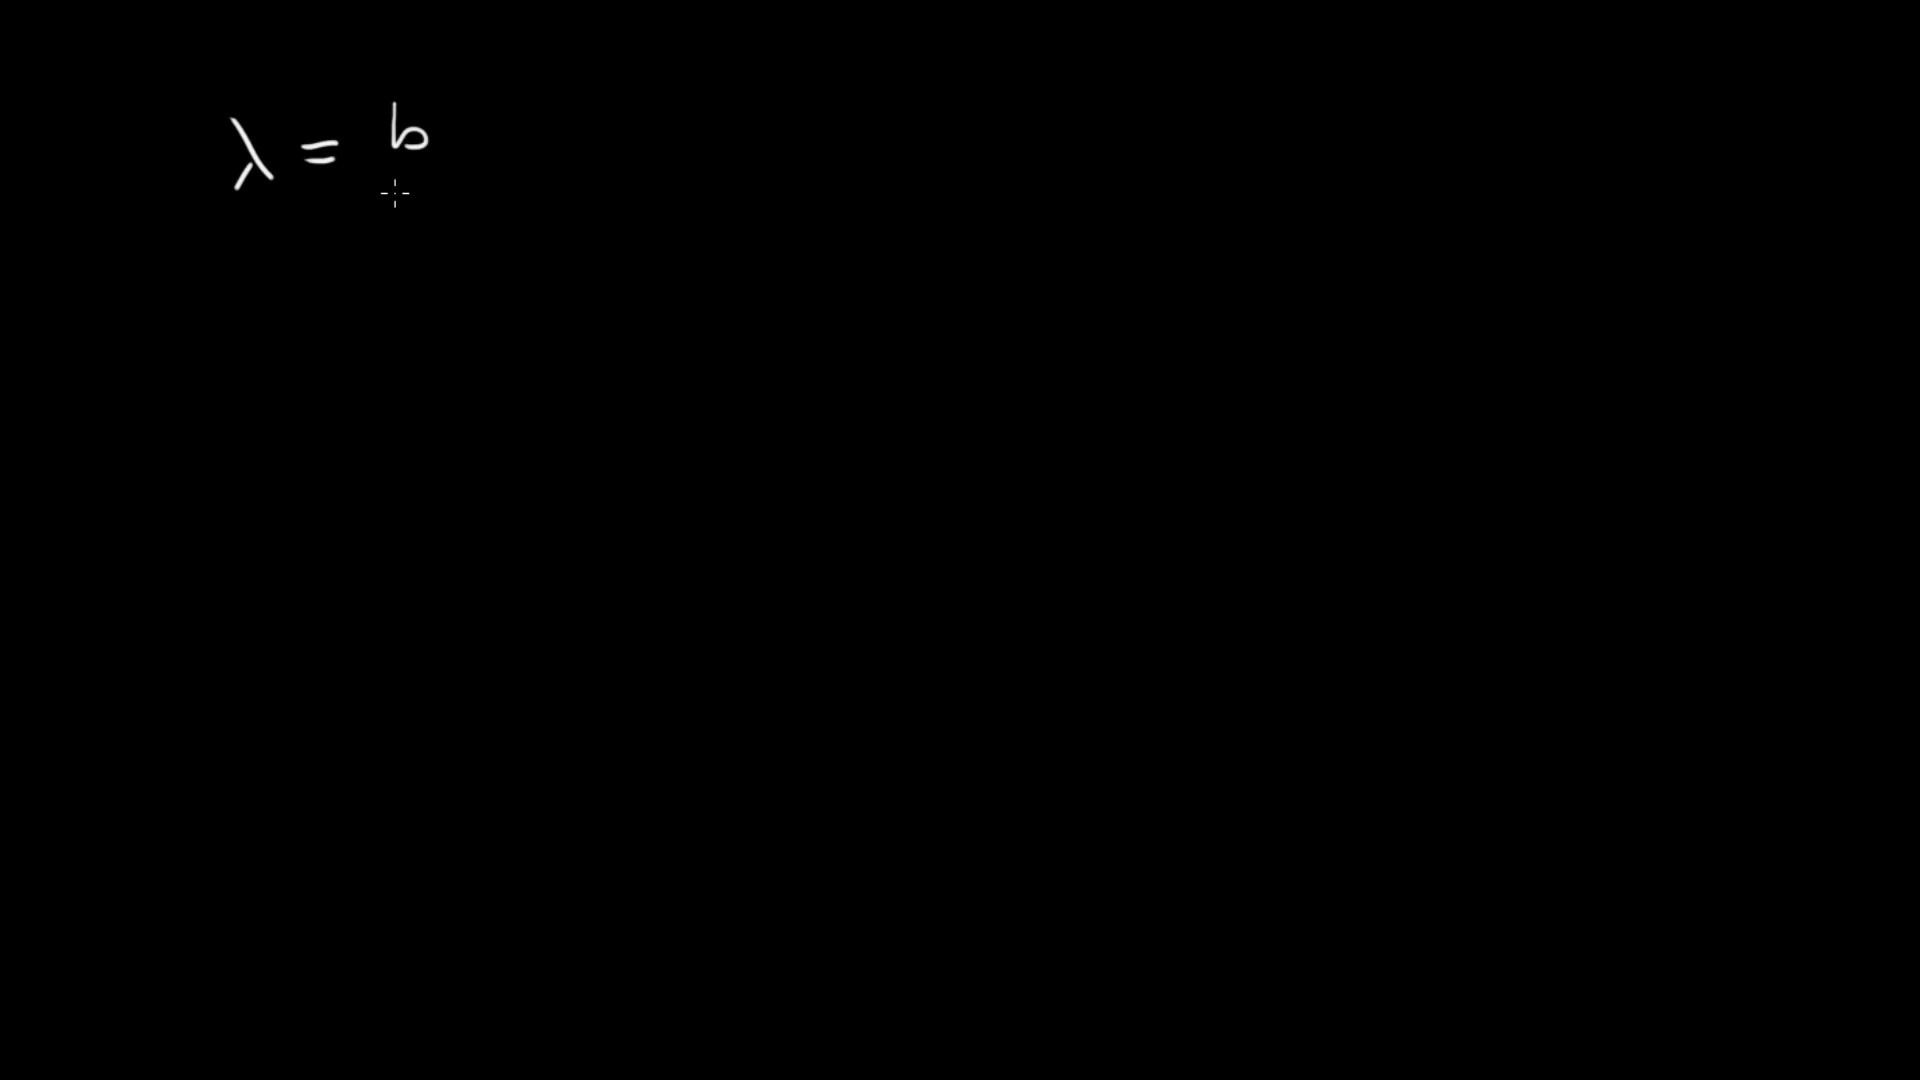 λ = b